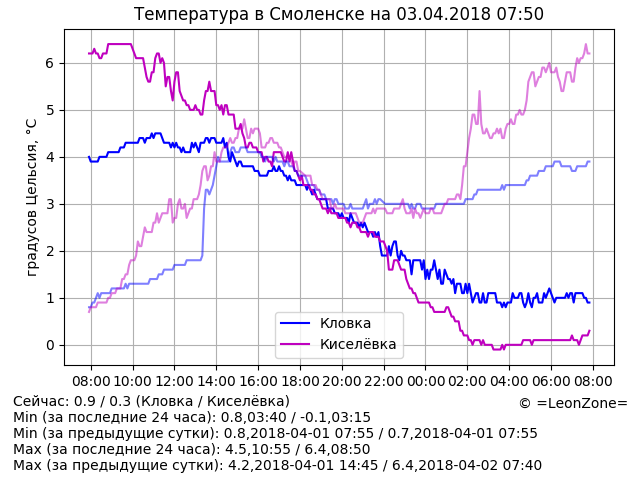 Температура в Смоленске на 03.04.2018 07:50
градусов Цельсия, °C
6
5
4
3
2
1
0
Кловка
Киселёвка
08:00 10:00 12:00 14:00 16:00 18:00 20:00 22:00 00:00 02:00 04:00 06:00 08:00
Сейчас: 0.9 / 0.3 (Кловка / Киселёвка)
© =LeonZone=
Min (за последние 24 часа): 0.8,03:40 / -0.1,03:15
Min (за предыдущие сутки): 0.8,2018-04-01 07:55 / 0.7,2018-04-01 07:55
Max (за последние 24 часа): 4.5,10:55 / 6.4,08:50
Max (за предыдущие сутки): 4.2,2018-04-01 14:45 / 6.4,2018-04-02 07:40